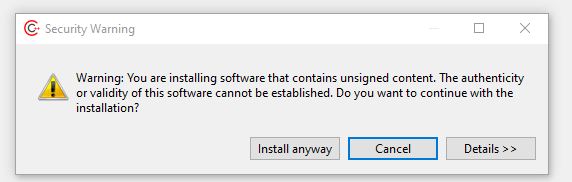 Security Warning
Warning: You are installing software that contains unsigned content. The authenticity
or validity of this software cannot be established. Do you want to continue with the
installation?
Install anyway Cancel Details >>